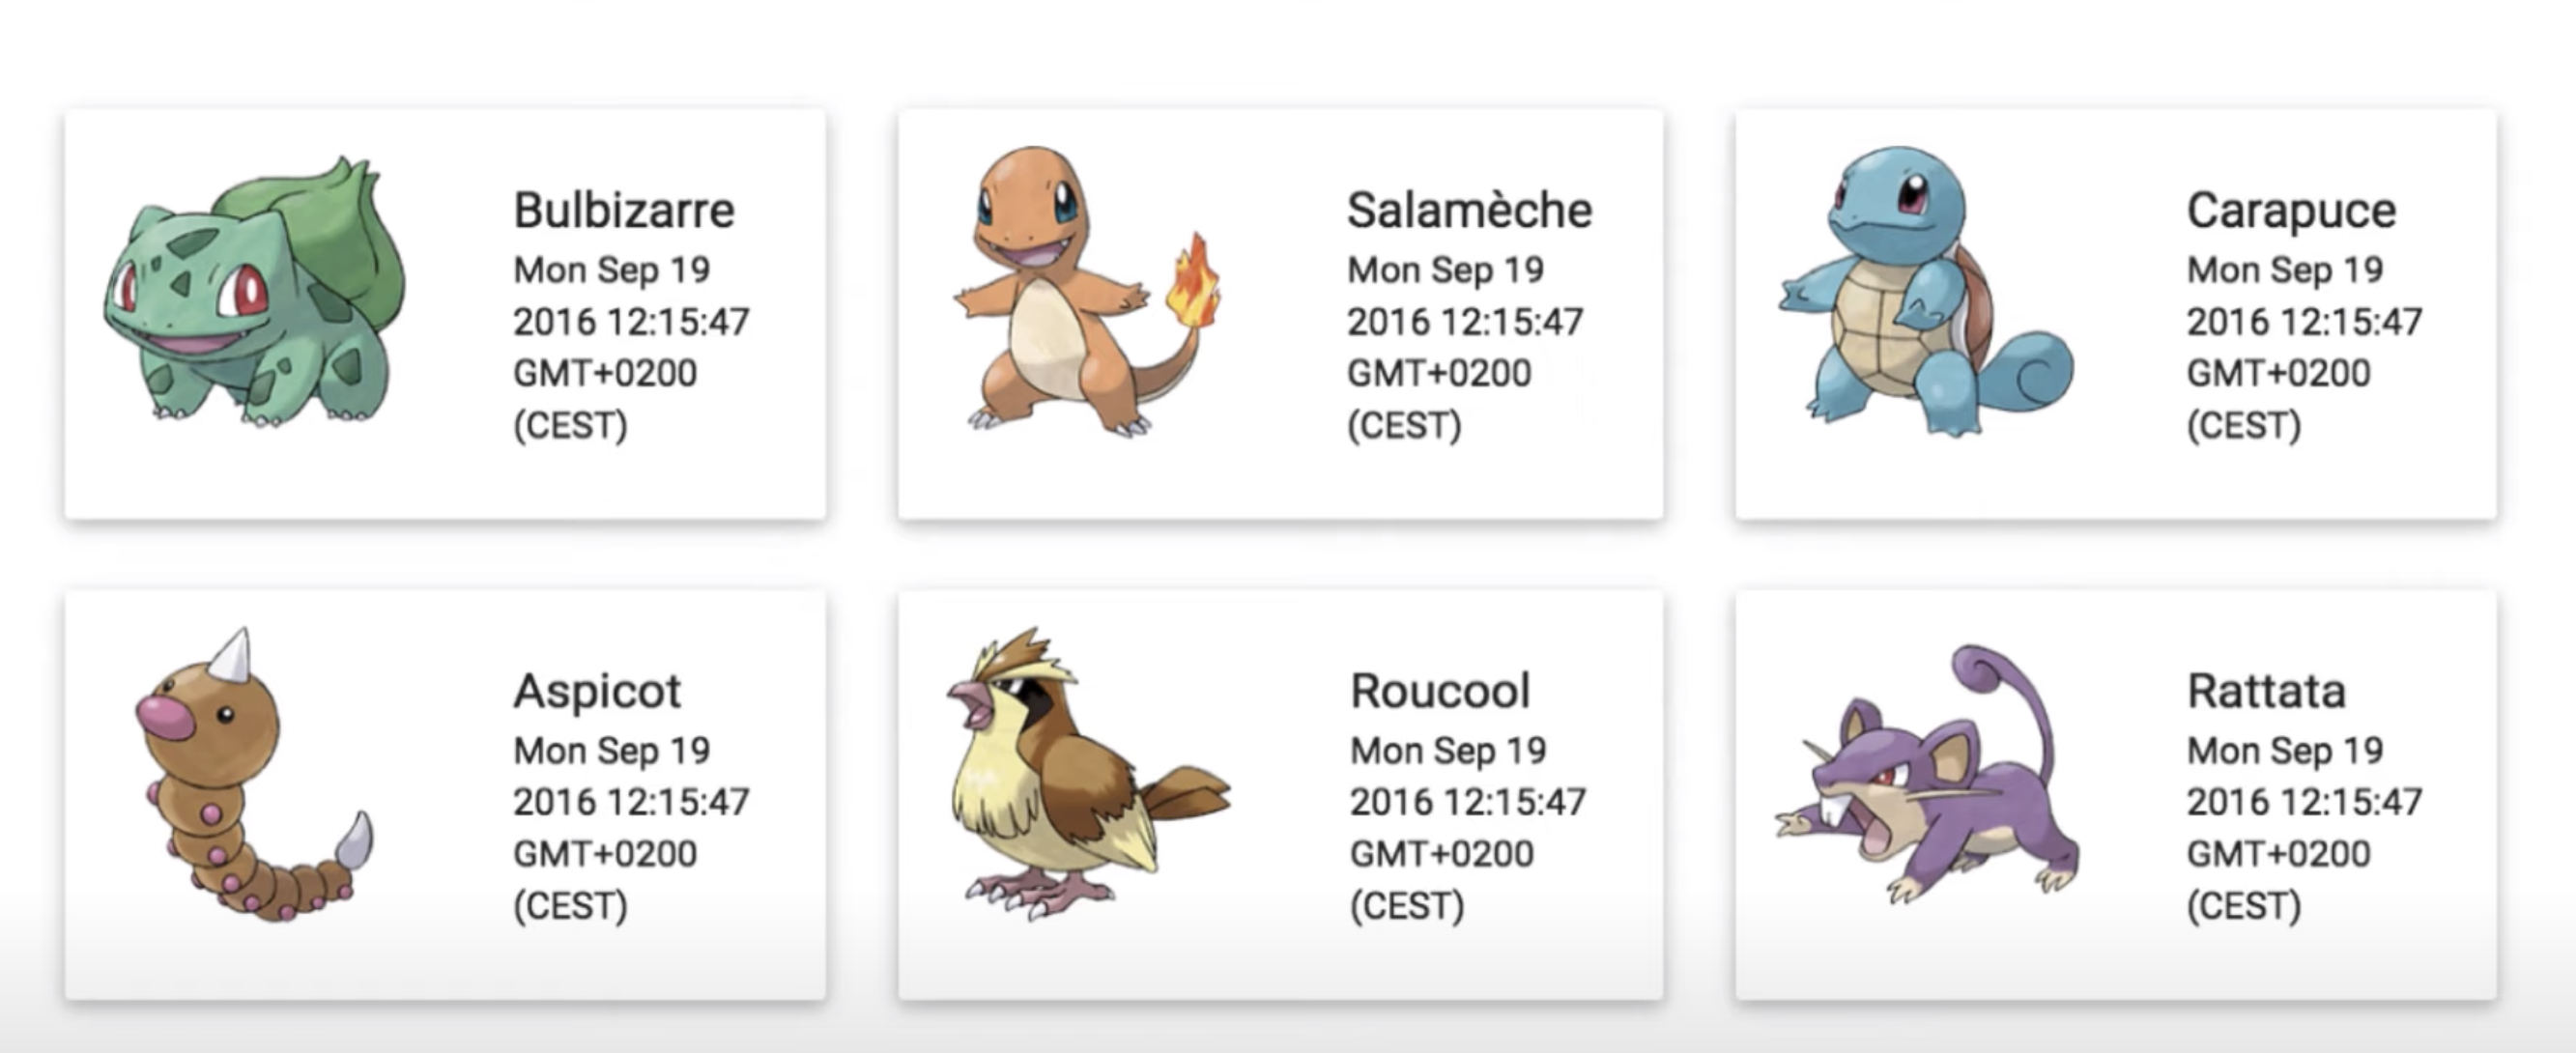 Bulbizarre
Mon Sep 19
2016 12:15:47
GMT+0200
(CEST)
Salamèche
Mon Sep 19
2016 12:15:47
GMT+0200
(CEST)
Carapuce
Mon Sep 19
2016 12:15:47
GMT+0200
(CEST)
Aspicot
Mon Sep 19
2016 12:15:47
GMT+0200
(CEST)
Roucool
Mon Sep 19
2016 12:15:47
GMT+0200
(CEST)
Rattata
Mon Sep 19
2016 12:15:47
GMT+0200
(CEST)